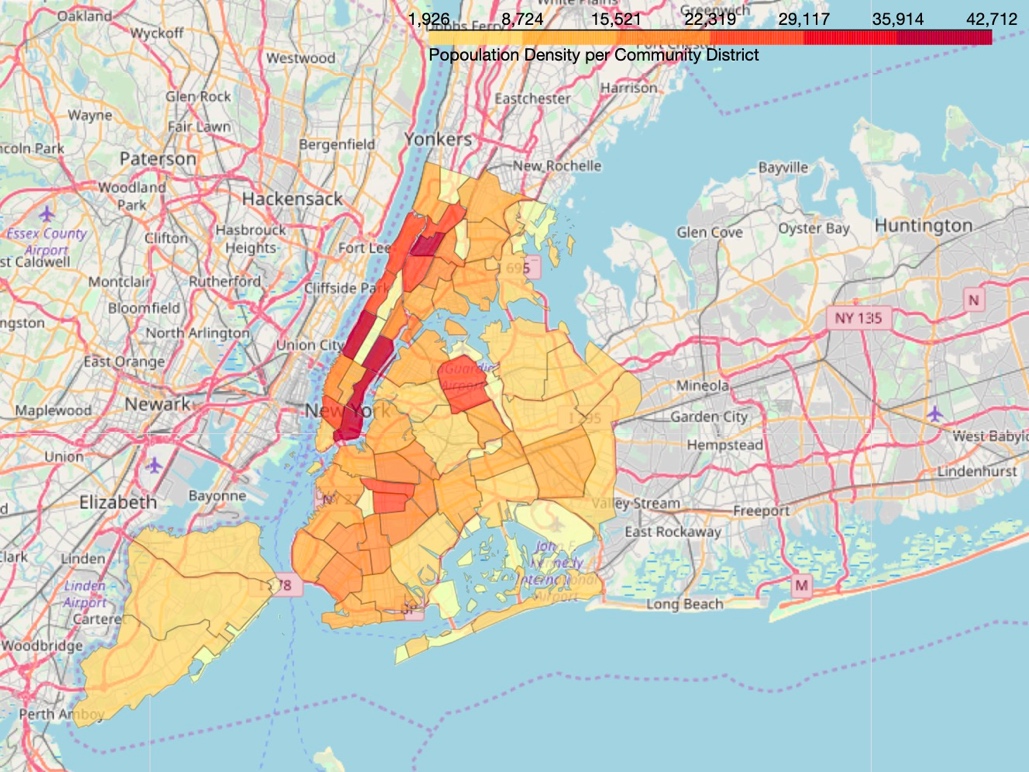 White Plains
Greenwich
Oakland
1,926 8,724 15,521 22,319 29,117 35,914 42,712
Dobbs Ferry
Wyckoff
Port Chester
Popoulation Density per Community District
Westwood
Harrison
Glen Rock
Eastchester
Wayne
Fair Lawn
Yonkers
Bergenfield
ncoln Park
Paterson
New Rochelle
Bayville
Woodland
Park
Hackensack
Essex County
Airport
Clifton
Hasbrouck
Heights
Fort Lee
Glen Cove
Oyster Bay
Huntington
st Caldwell
I 695
Montclair
Rutherford
Cliffside Park
Bloomfield
N
NY 135
ngston
North Arlington
Union City
East Orange
LaGuardia
Airport
Mineola
Maplewood
Newark
New York
I 495
Garden City
West Babylo
Union
Hempstead
Lindenhurst
Elizabeth
Bayonne
NY 27
Valley Stream
Freeport
East Rockaway
Clark
Linden
John F.
Kennedy
International
Airport
Linden
Airport
278
M
BP
Long Beach
Cartere
Woodbridge
Perth Amboy